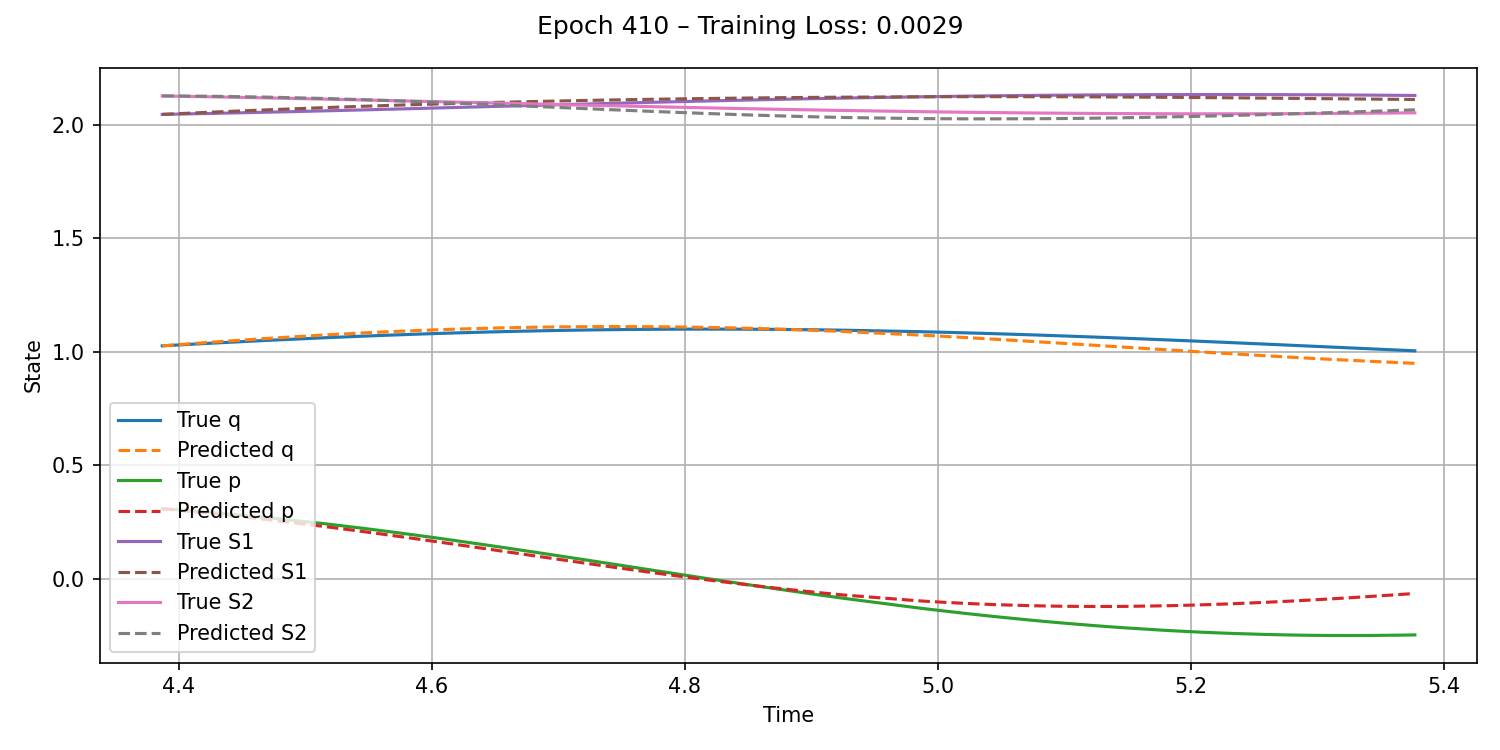 Epoch 410 – Training Loss: 0.0029
State
2.0
1.5
1.0
0.5
0.0
True q
Predicted q
True p
Predicted p
True S1
Predicted S1
True S2
Predicted S2
4.4 4.6 4.8 5.0 5.2 5.4
Time